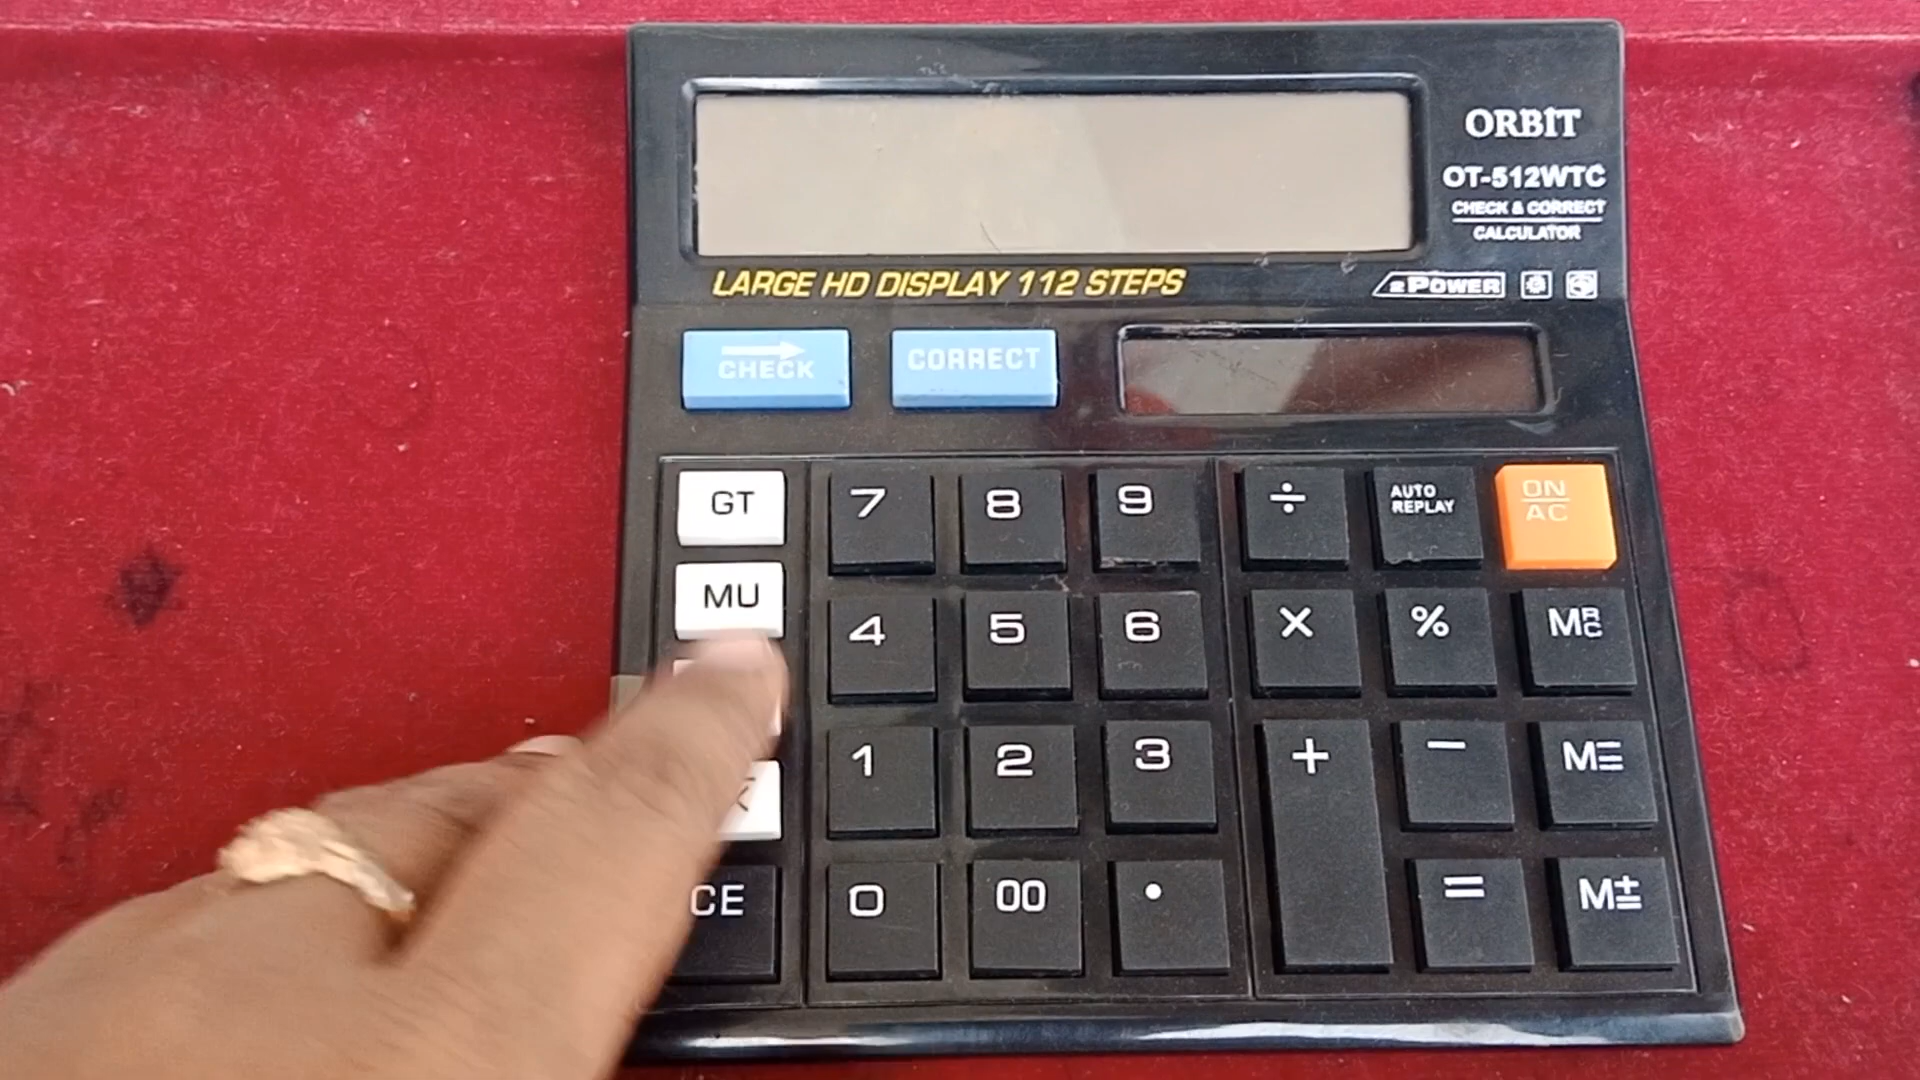 ORBIT
OT-512WTC
CHECK & CORRECT
CALCULATOR
LARGE HD DISPLAY 112 STEPS
2POWER
CHECK
CORRECT
GT 7 8 9 ÷ AUTO REPLAY ON AC
MU 4 5 6 × % MRC
1 2 3 + − M=
CE 0 00 . = M±